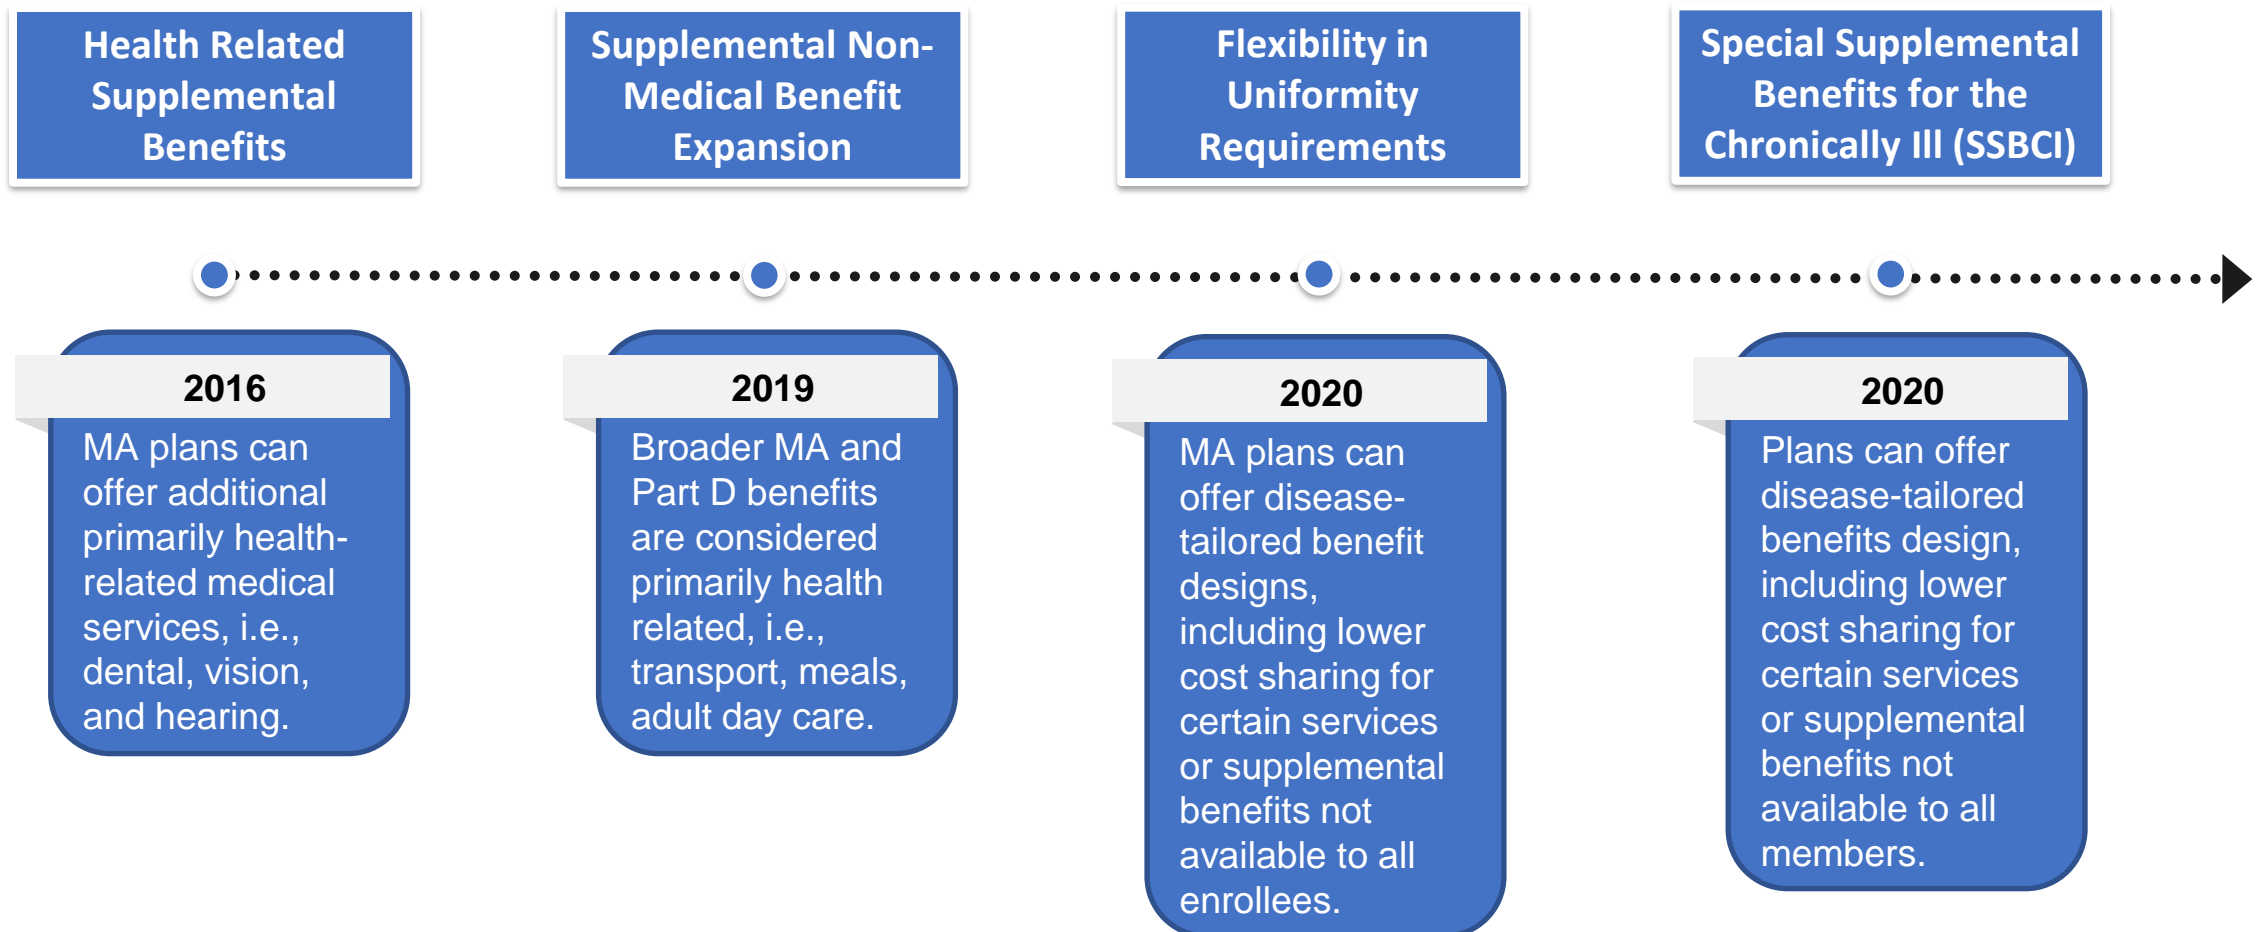 Health Related
Supplemental
Benefits
Supplemental Non-
Medical Benefit
Expansion
Flexibility in
Uniformity
Requirements
Special Supplemental
Benefits for the
Chronically Ill (SSBCI)
2016
MA plans can
offer additional
primarily health-
related medical
services, i.e.,
dental, vision,
and hearing.
2019
Broader MA and
Part D benefits
are considered
primarily health
related, i.e.,
transport, meals,
adult day care.
2020
MA plans can
offer disease-
tailored benefit
designs,
including lower
cost sharing for
certain services
or supplemental
benefits not
available to all
enrollees.
2020
Plans can offer
disease-tailored
benefits design,
including lower
cost sharing for
certain services
or supplemental
benefits not
available to all
members.